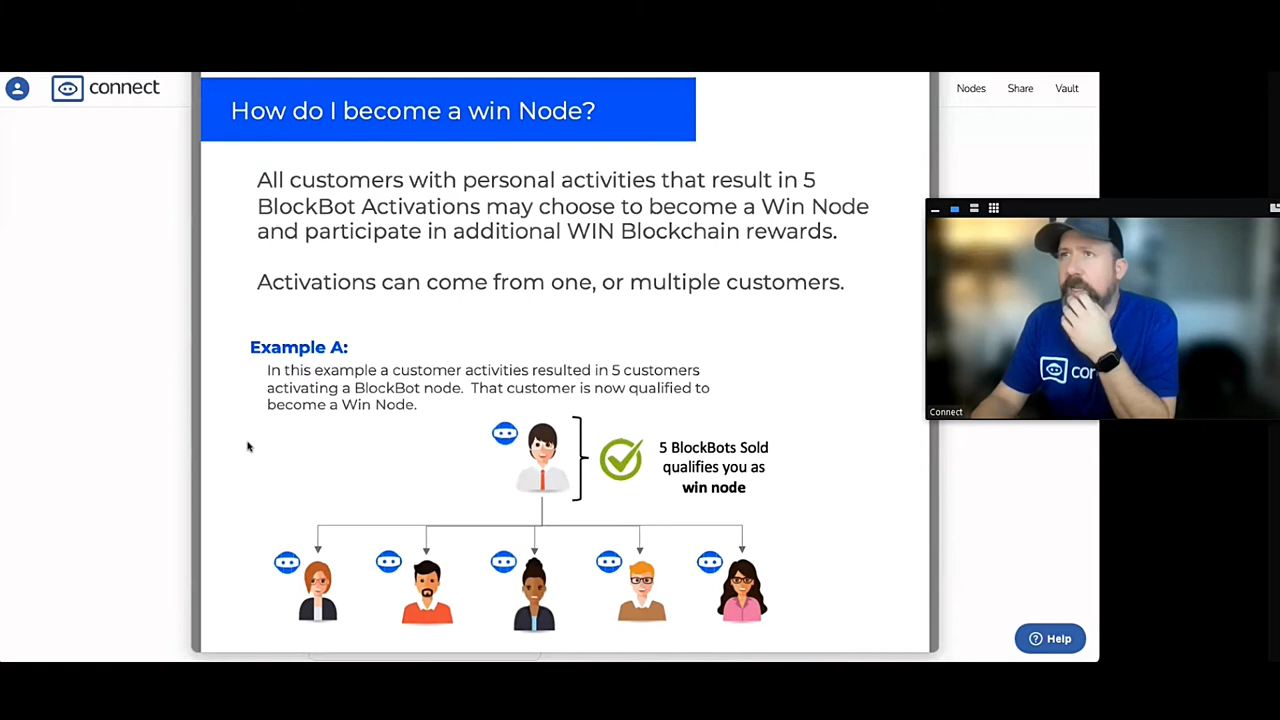 connect
Nodes Share Vault
How do I become a win Node?
All customers with personal activities that result in 5
BlockBot Activations may choose to become a Win Node
and participate in additional WIN Blockchain rewards.
Activations can come from one, or multiple customers.
Example A:
In this example a customer activities resulted in 5 customers
activating a BlockBot node. That customer is now qualified to
become a Win Node.
5 BlockBots Sold
qualifies you as
win node
Connect
Help